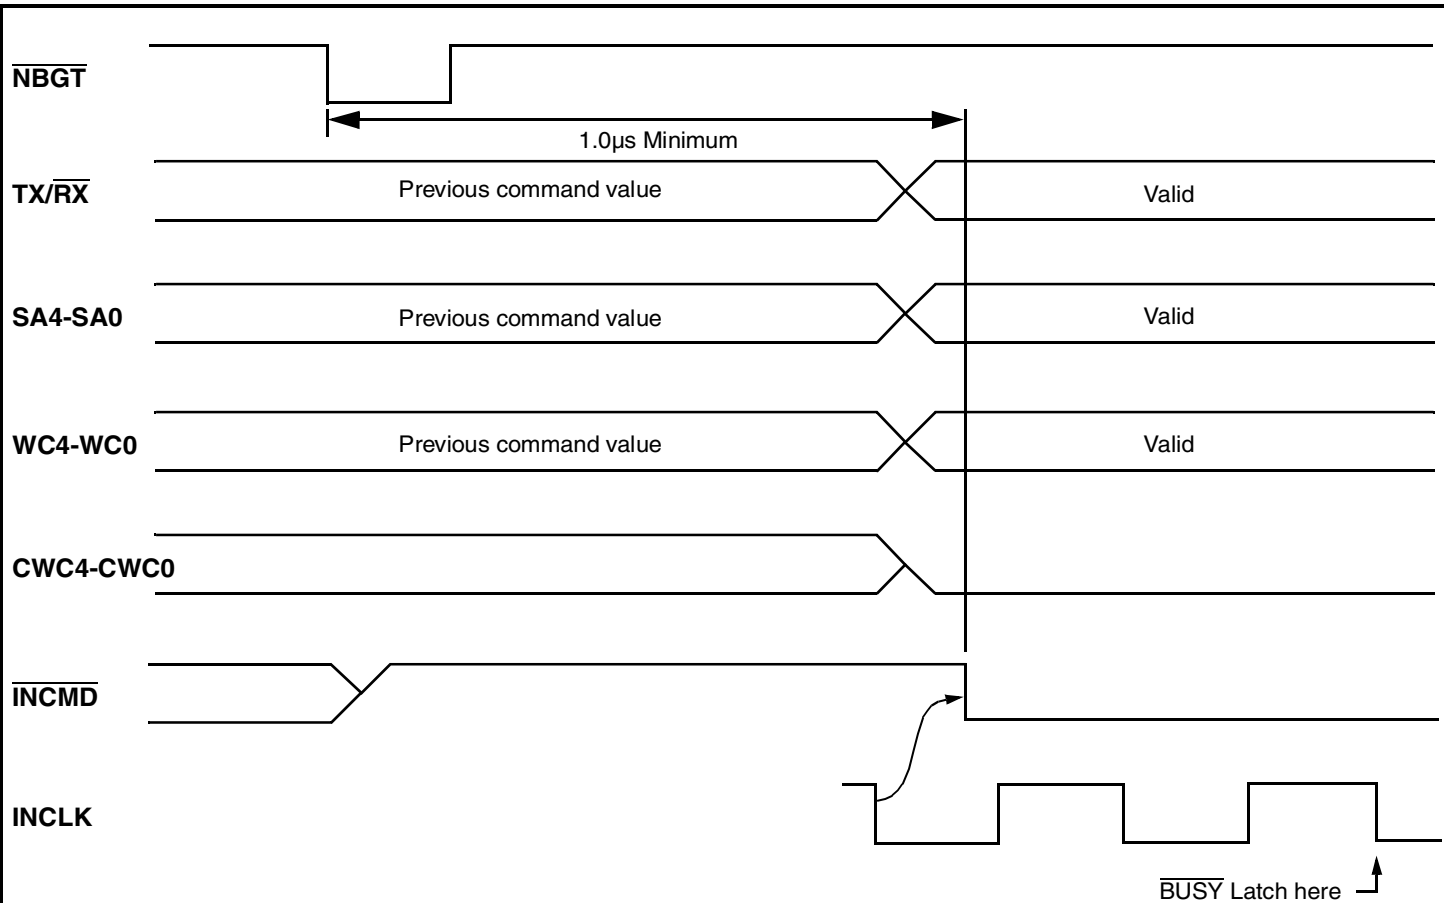 NBGT
1.0µs Minimum
TX/RX Previous command value Valid
SA4-SA0 Previous command value Valid
WC4-WC0 Previous command value Valid
CWC4-CWC0
INCMD
INCLK
BUSY Latch here